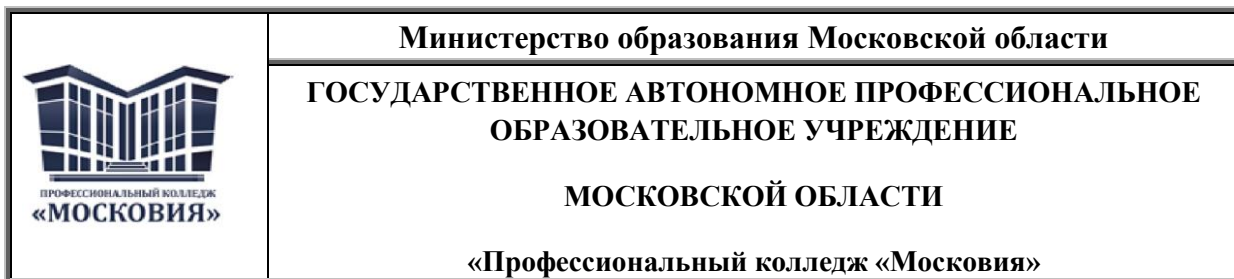 ПРОФЕССИОНАЛЬНЫЙ КОЛЛЕДЖ
«МОСКОВИЯ»
Министерство образования Московской области
ГОСУДАРСТВЕННОЕ АВТОНОМНОЕ ПРОФЕССИОНАЛЬНОЕ
ОБРАЗОВАТЕЛЬНОЕ УЧРЕЖДЕНИЕ
МОСКОВСКОЙ ОБЛАСТИ
«Профессиональный колледж «Московия»